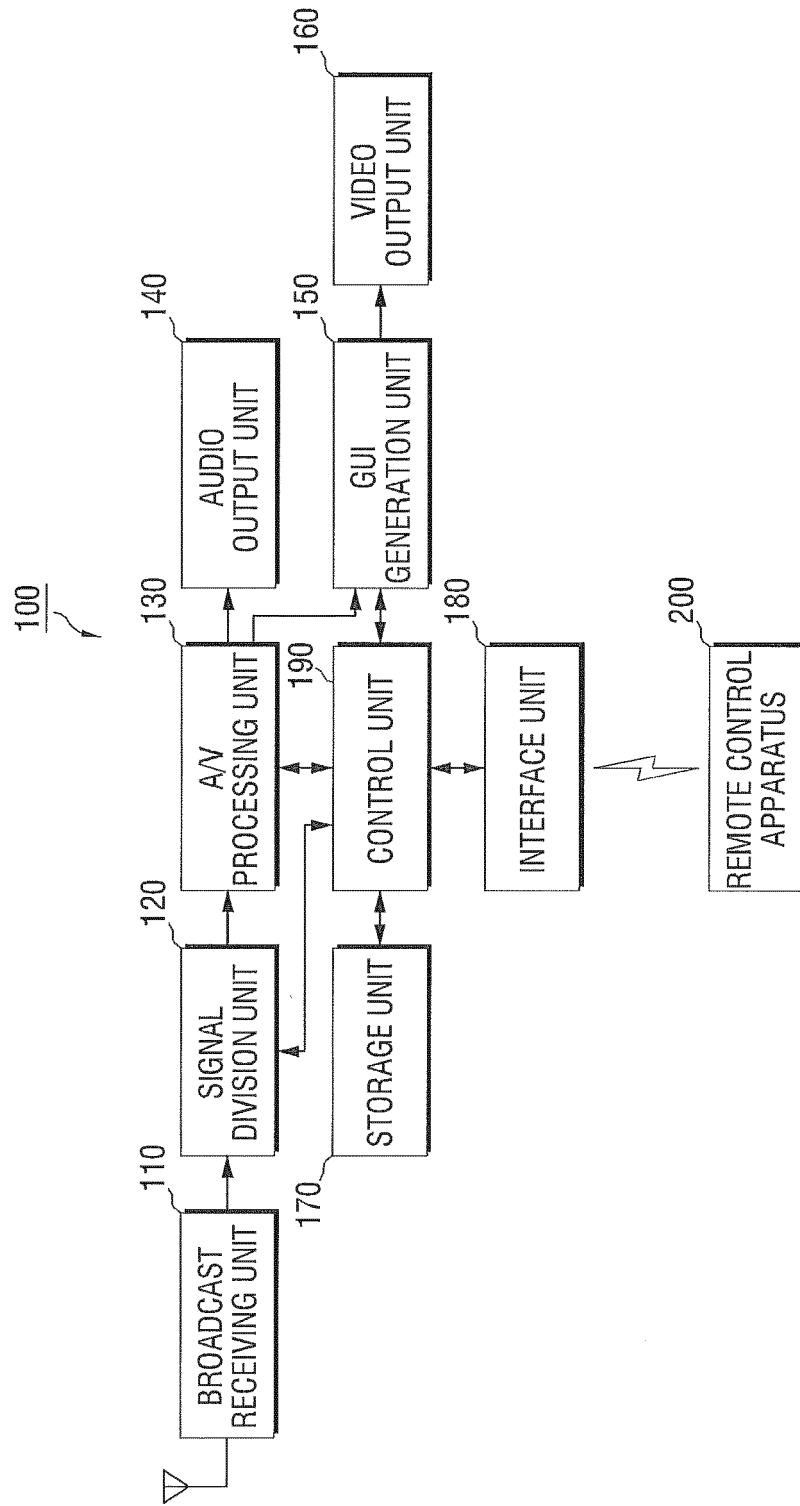 100
110
BROADCAST
RECEIVING UNIT
120
SIGNAL
DIVISION UNIT
130
A/V
PROCESSING UNIT
140
AUDIO
OUTPUT UNIT
170
STORAGE UNIT
190
CONTROL UNIT
150
GUI
GENERATION UNIT
160
VIDEO
OUTPUT UNIT
180
INTERFACE UNIT
200
REMOTE CONTROL
APPARATUS